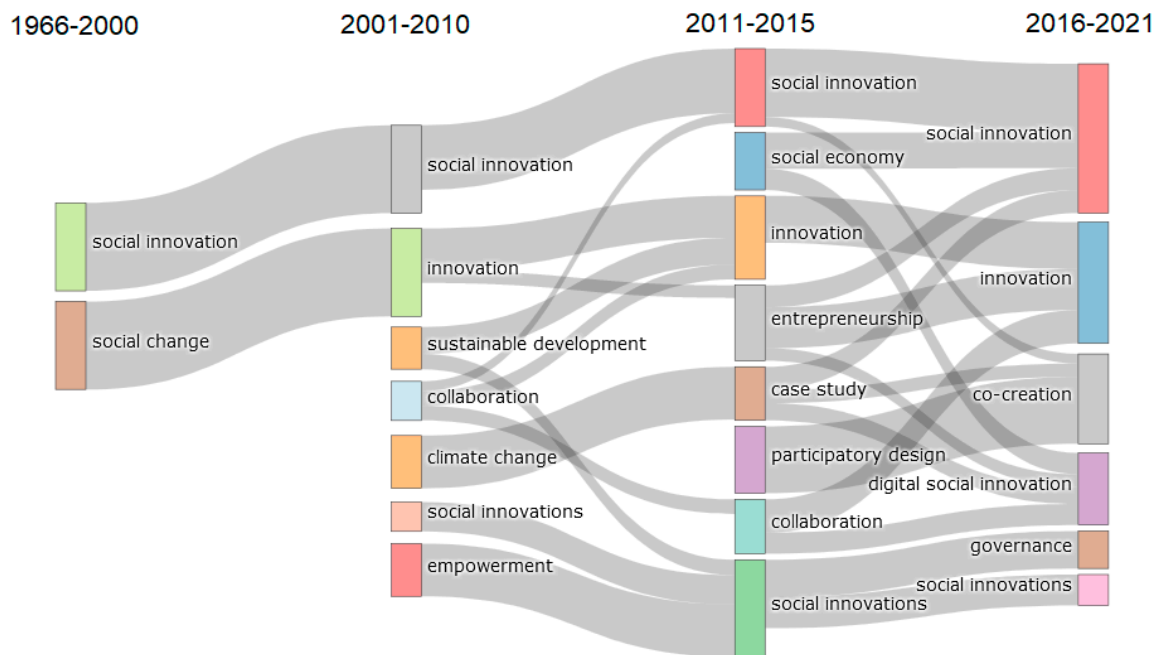 1966-2000
2001-2010
2011-2015
2016-2021
social innovation
social change
social innovation
innovation
sustainable development
collaboration
climate change
social innovations
empowerment
social innovation
social economy
innovation
entrepreneurship
case study
participatory design
collaboration
social innovations
social innovation
innovation
co-creation
digital social innovation
governance
social innovations